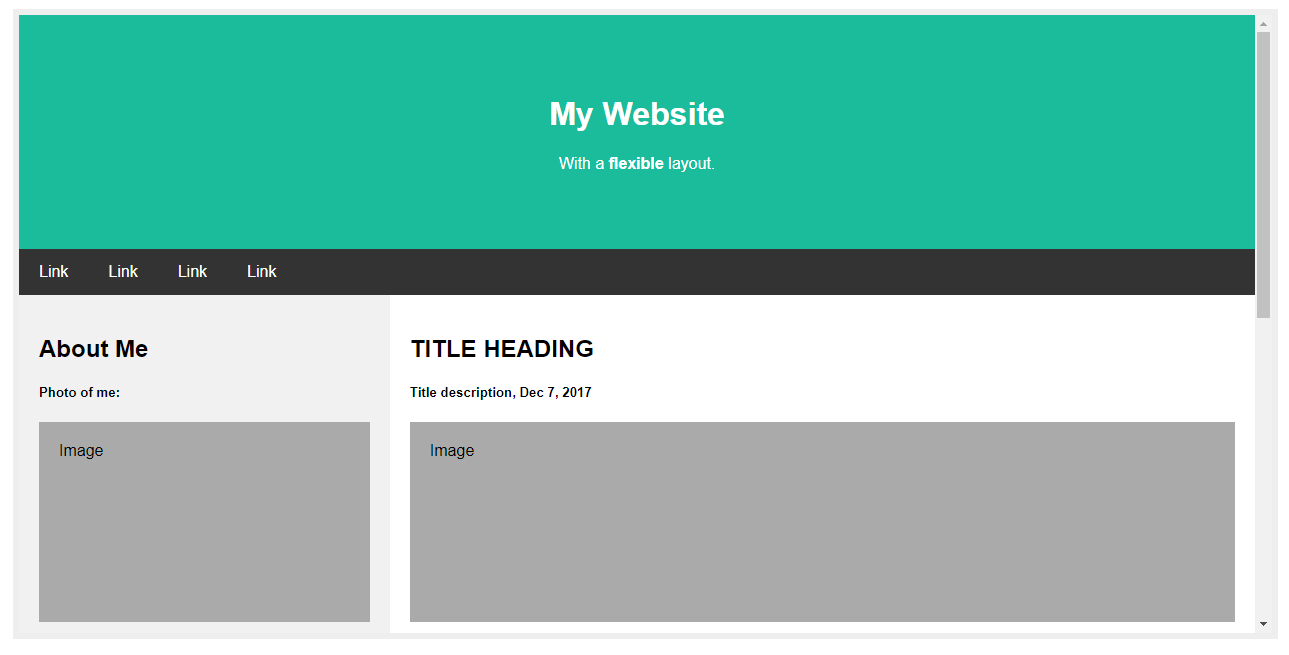 My Website
With a flexible layout.
Link Link Link Link
About Me
Photo of me:
Image
TITLE HEADING
Title description, Dec 7, 2017
Image